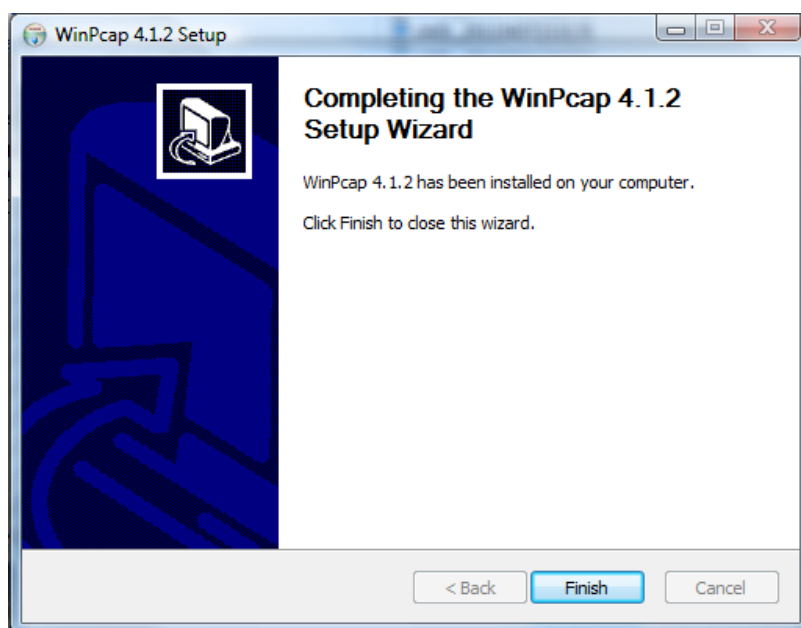 WinPcap 4.1.2 Setup
Completing the WinPcap 4.1.2
Setup Wizard
WinPcap 4.1.2 has been installed on your computer.
Click Finish to close this wizard.
< Back
Finish
Cancel